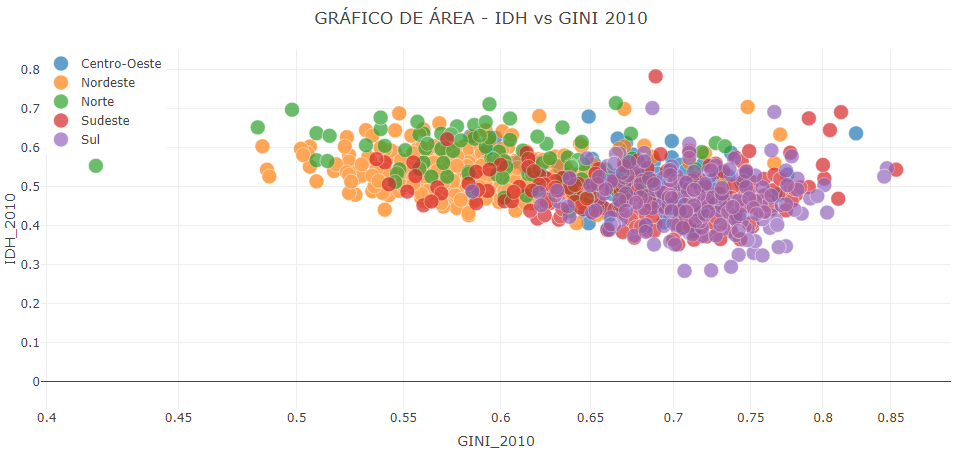 GRÁFICO DE ÁREA - IDH vs GINI 2010
Centro-Oeste
Nordeste
Norte
Sudeste
Sul
0.8
0.7
0.6
0.5
0.4
0.3
0.2
0.1
0
IDH_2010
0.4 0.45 0.5 0.55 0.6 0.65 0.7 0.75 0.8 0.85
GINI_2010